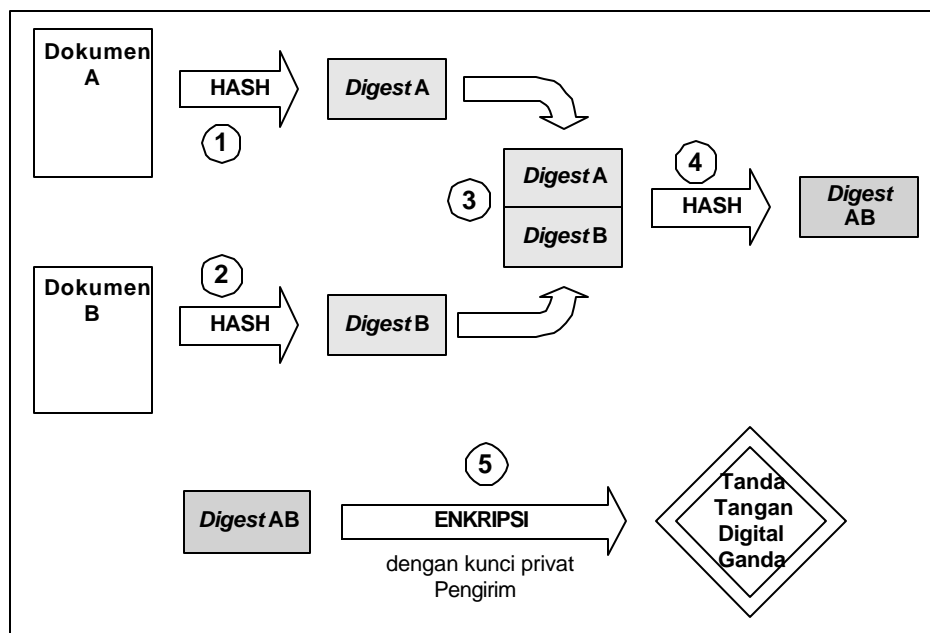 Dokumen
A
HASH
1
Digest A
3
Digest A
Digest B
4
HASH
Digest
AB
Dokumen
B
2
HASH
Digest B
5
Digest AB
ENKRIPSI
dengan kunci privat
Pengirim
Tanda
Tangan
Digital
Ganda